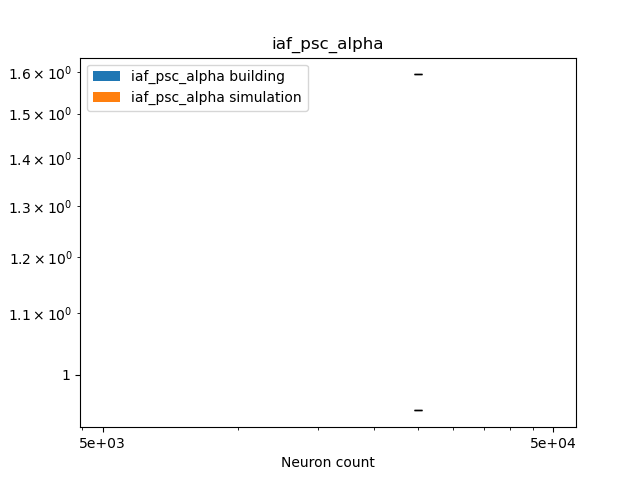 iaf_psc_alpha
iaf_psc_alpha building
iaf_psc_alpha simulation
1.6 × 10⁰
1.5 × 10⁰
1.4 × 10⁰
1.3 × 10⁰
1.2 × 10⁰
1.1 × 10⁰
1
5e+03
5e+04
Neuron count